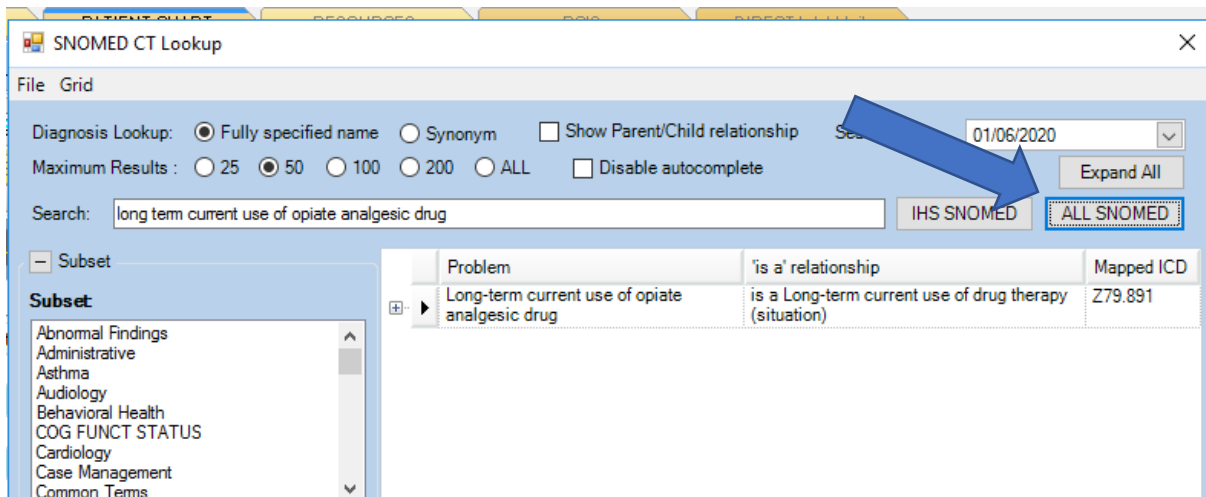 PATIENT CHART RESOURCES RCIS
SNOMED CT Lookup
File Grid
Diagnosis Lookup: Fully specified name Synonym Show Parent/Child relationship 01/06/2020
Maximum Results : 25 50 100 200 ALL Disable autocomplete Expand All
Search: long term current use of opiate analgesic drug IHS SNOMED ALL SNOMED
Subset
Problem 'is a' relationship Mapped ICD
Subset:
Long-term current use of opiate is a Long-term current use of drug therapy Z79.891
analgesic drug (situation)
Abnormal Findings
Administrative
Asthma
Audiology
Behavioral Health
COG FUNCT STATUS
Cardiology
Case Management
Common Terms